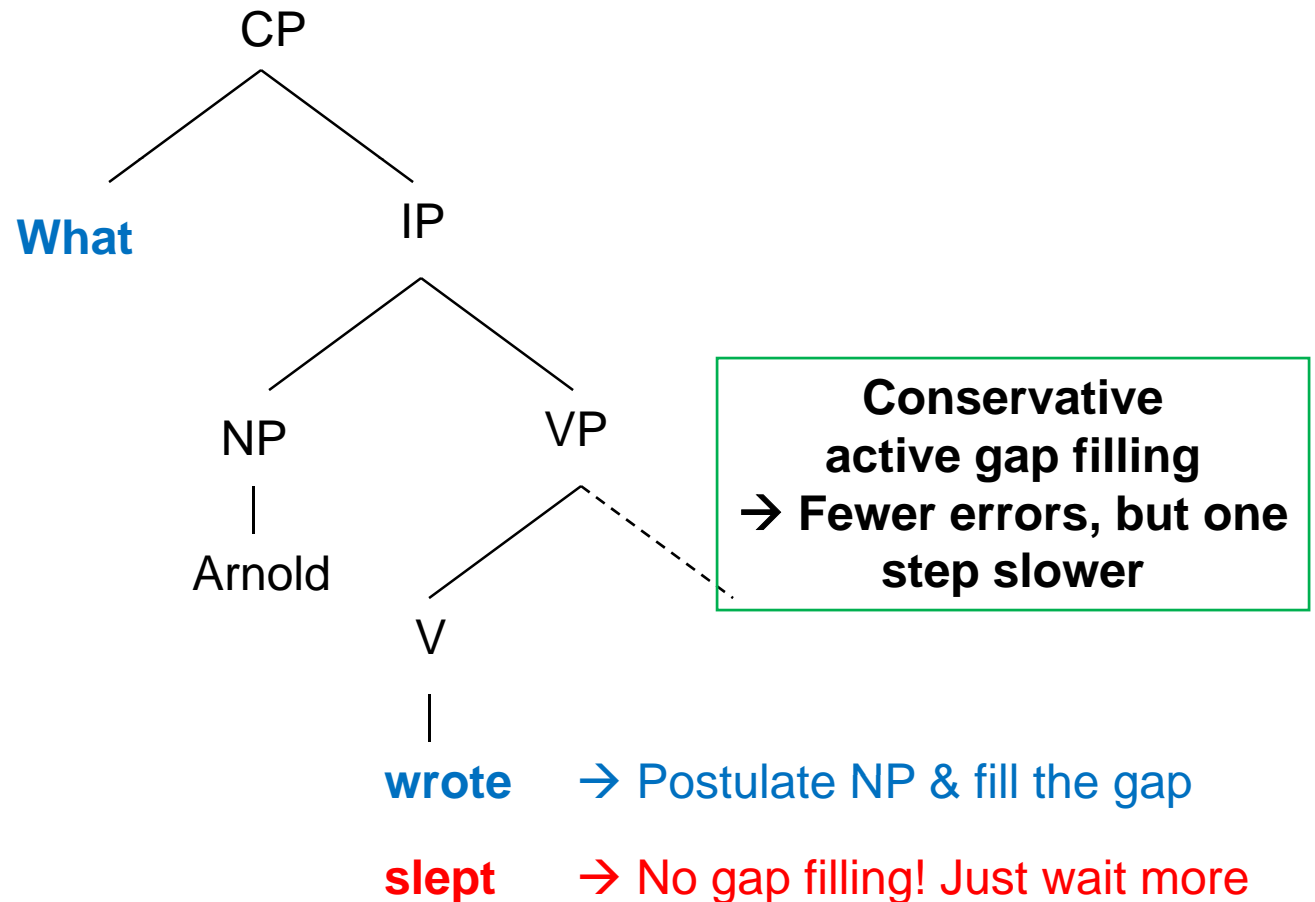 CP
What
IP
NP
VP
Conservative
active gap filling
→ Fewer errors, but one
step slower
Arnold
V
wrote → Postulate NP & fill the gap
slept → No gap filling! Just wait more